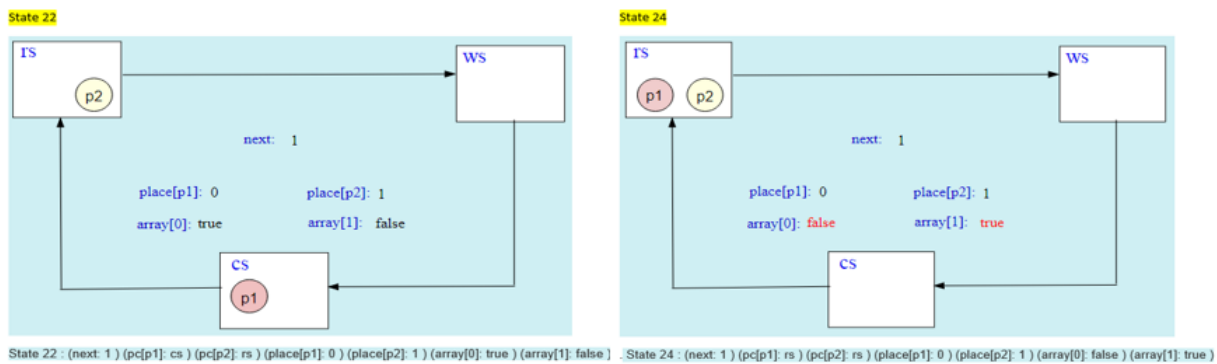 State 22
rs
ws
p2
next: 1
place[p1]: 0
place[p2]: 1
array[0]: true
array[1]: false
cs
p1
State 22 : (next: 1 ) (pc[p1]: cs ) (pc[p2]: rs ) (place[p1]: 0 ) (place[p2]: 1 ) (array[0]: true ) (array[1]: false )
State 24
rs
ws
p1 p2
next: 1
place[p1]: 0
place[p2]: 1
array[0]: false
array[1]: true
cs
. State 24 : (next: 1 ) (pc[p1]: rs ) (pc[p2]: rs ) (place[p1]: 0 ) (place[p2]: 1 ) (array[0]: false ) (array[1]: true )